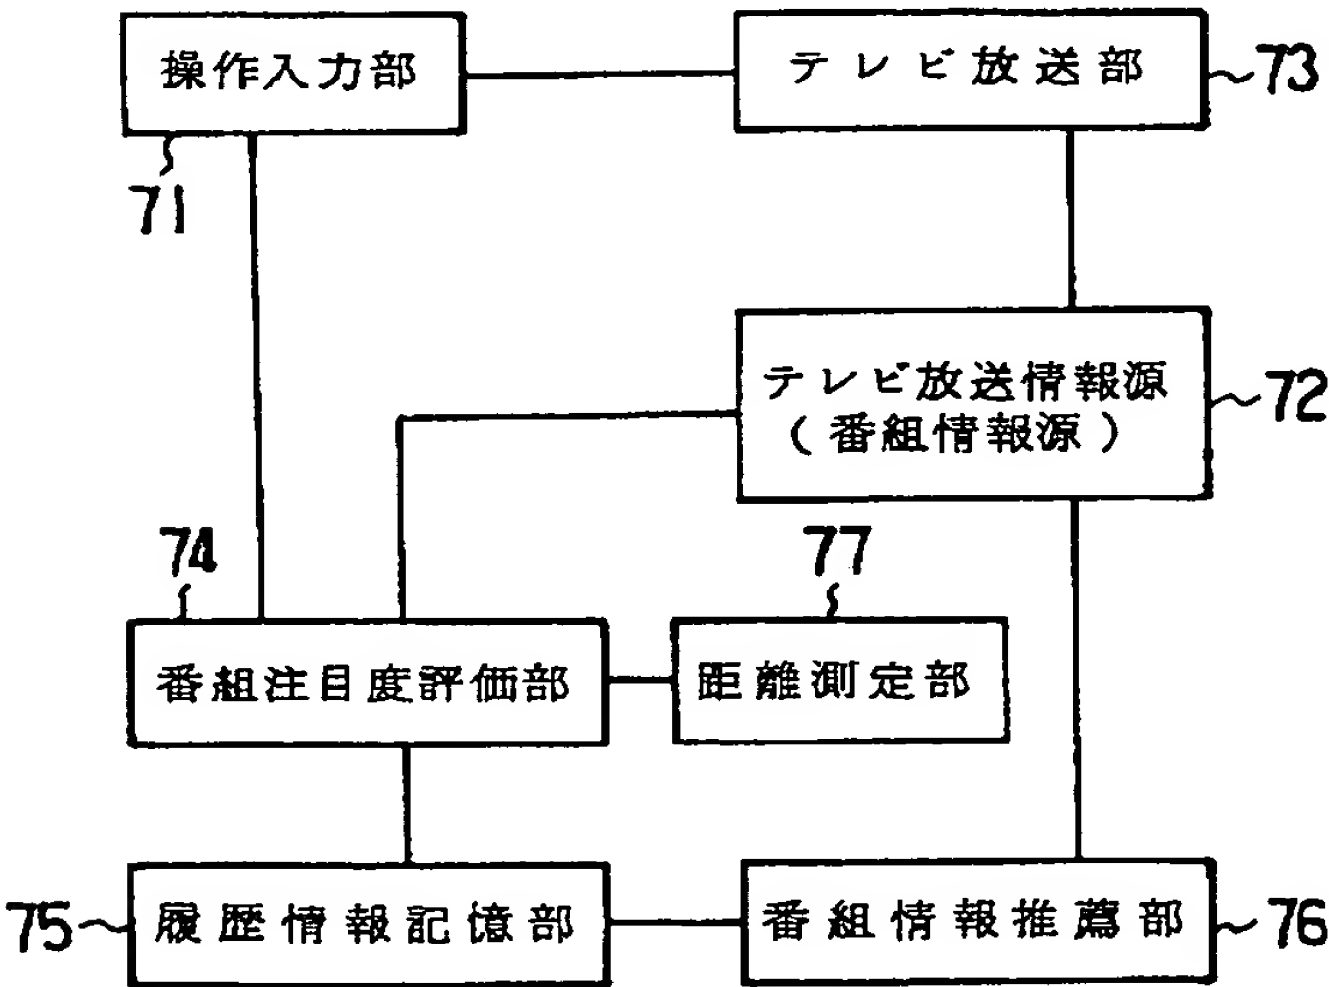 操作入力部
テレビ放送部
73
71
テレビ放送情報源
(番組情報源)
72
74
77
番組注目度評価部
距離測定部
75
履歴情報記憶部
番組情報推薦部
76